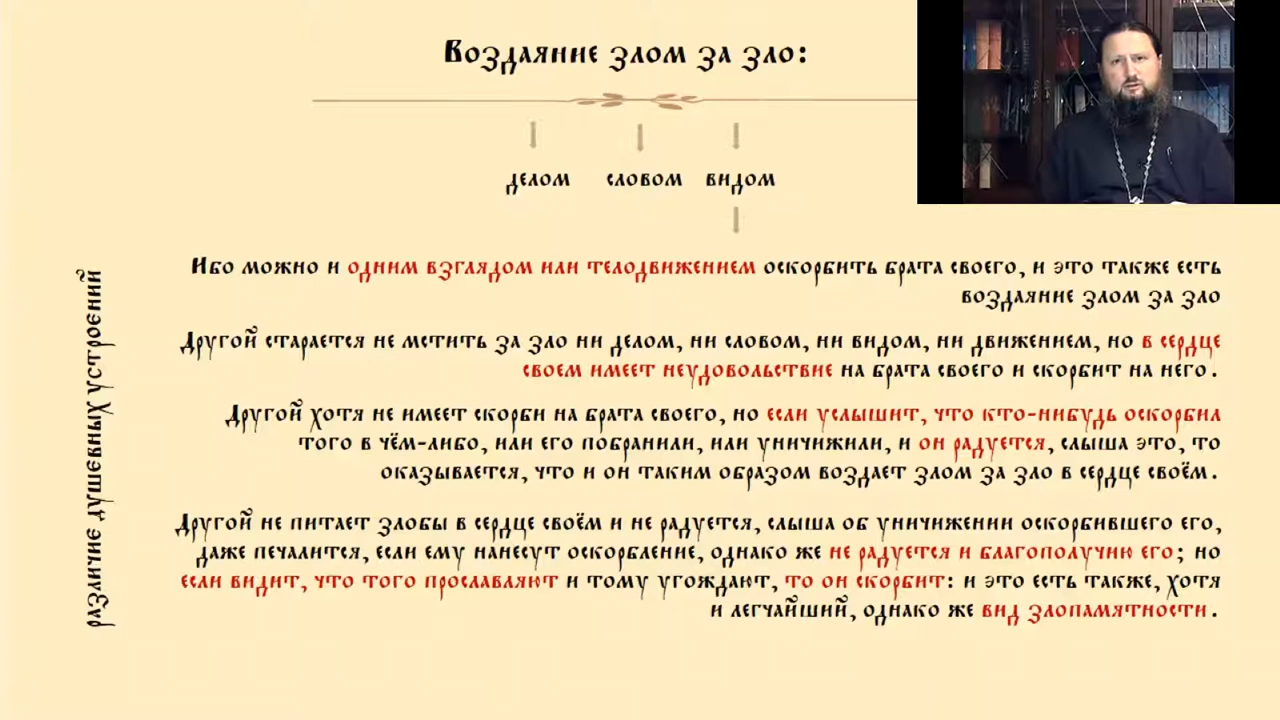 Воздаяние злом за зло:
делом словом видом
различие душевных устроений
Ибо можно и одним взглядом или телодвижением оскорбить брата своего, и это также есть
воздаяние злом за зло
Другой старается не мстить за зло ни делом, ни словом, ни видом, ни движением, но в сердце
своем имеет неудовольствие на брата своего и скорбит на него.
Другой хотя не имеет скорби на брата своего, но если услышит, что кто-нибудь оскорбил
того в чём-либо, или его побранили, или уничижили, и он радуется, слыша это, то
оказывается, что и он таким образом воздает злом за зло в сердце своём.
Другой не питает злобы в сердце своём и не радуется, слыша об уничижении оскорбившего его,
даже печалится, если ему нанесут оскорбление, однако же не радуется и благополучию его; но
если видит, что того прославляют и тому угождают, то он скорбит: и это есть также, хотя
и легчайший, однако же вид злопамятности.